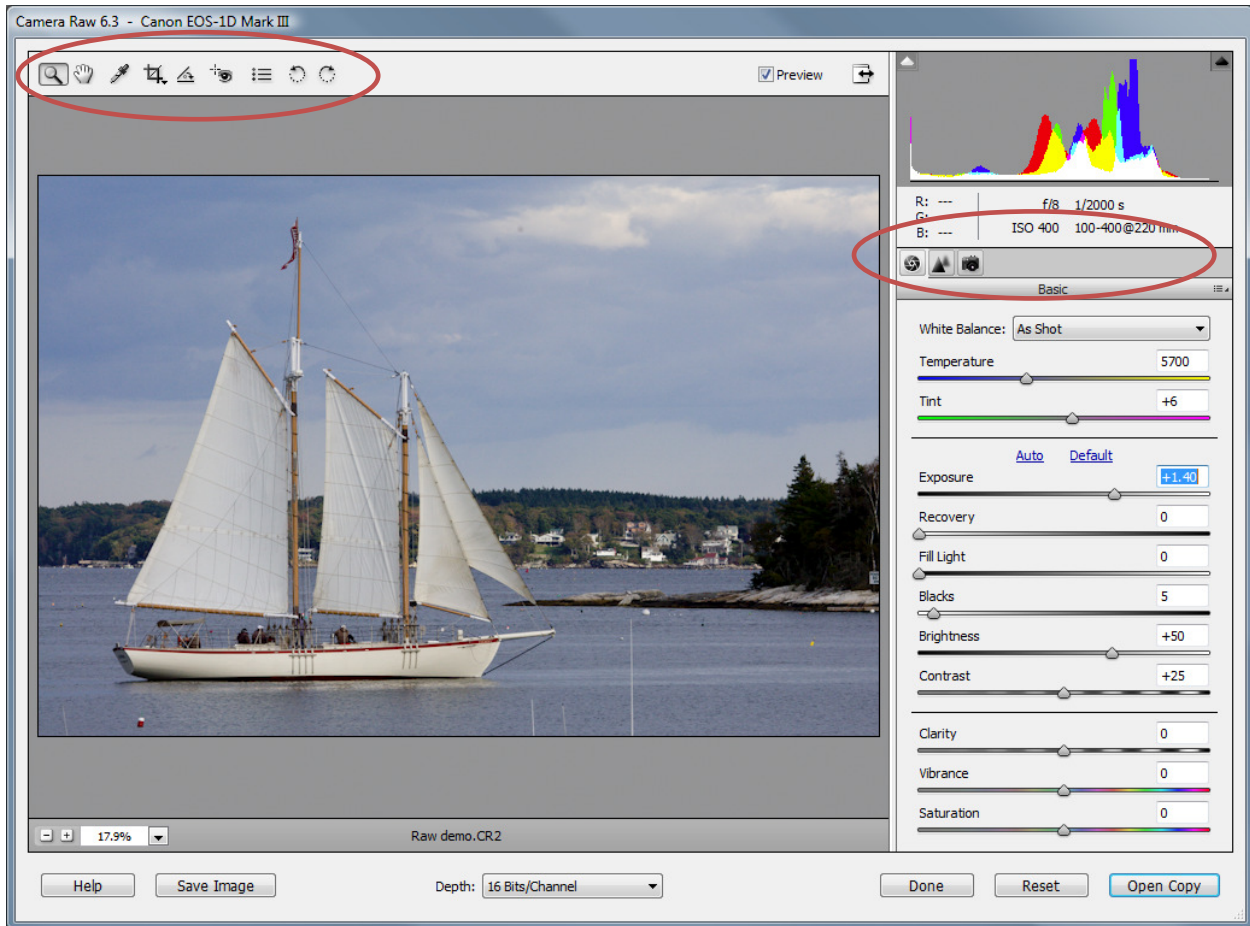 Camera Raw 6.3 - Canon EOS-1D Mark III
Preview
R: --- f/8 1/2000 s
G:
B: --- ISO 400 100-400@220 mm
Basic
White Balance: As Shot
Temperature 5700
Tint +6
Auto Default
Exposure +1.40
Recovery 0
Fill Light 0
Blacks 5
Brightness +50
Contrast +25
Clarity 0
Vibrance 0
Saturation 0
17.9% Raw demo.CR2
Help Save Image Depth: 16 Bits/Channel Done Reset Open Copy